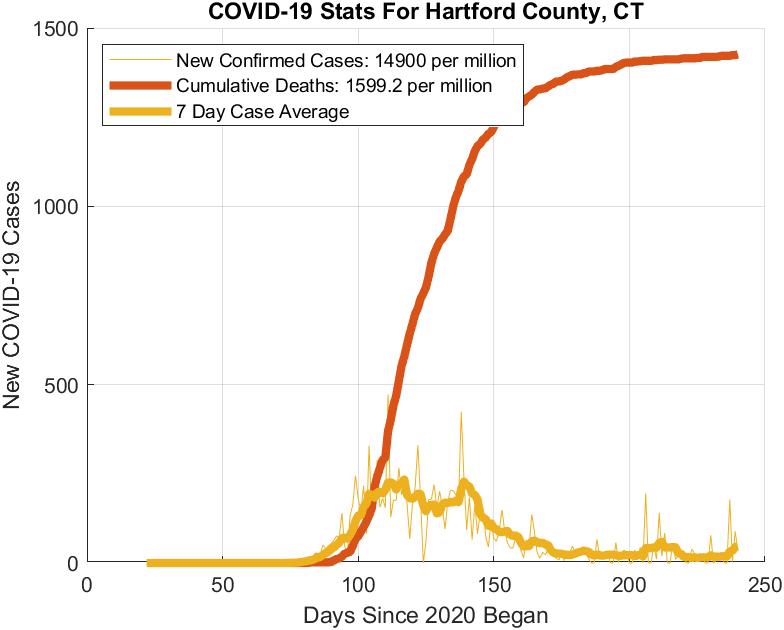 COVID-19 Stats For Hartford County, CT
New Confirmed Cases: 14900 per million
Cumulative Deaths: 1599.2 per million
7 Day Case Average
New COVID-19 Cases
1500
1000
500
0
0 50 100 150 200 250
Days Since 2020 Began